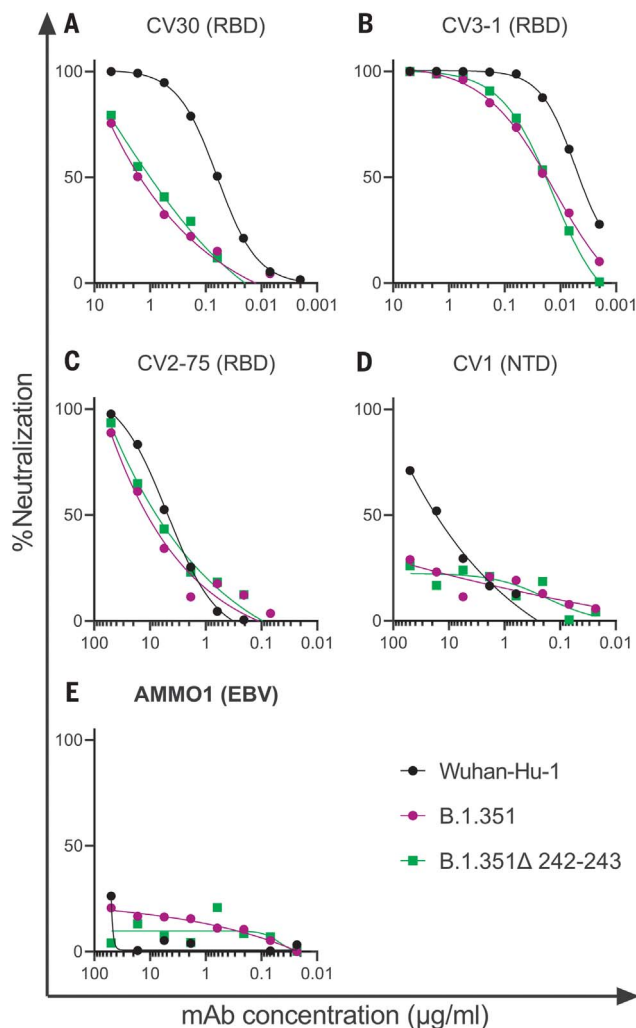 A CV30 (RBD)
B CV3-1 (RBD)
100
50
0
10 1 0.1 0.01 0.001
100
50
0
10 1 0.1 0.01 0.001
C CV2-75 (RBD)
D CV1 (NTD)
100
50
0
100 10 1 0.1 0.01
100
50
0
100 10 1 0.1 0.01
E AMMO1 (EBV)
100
50
0
100 10 1 0.1 0.01
Wuhan-Hu-1
B.1.351
B.1.351Δ 242-243
% Neutralization
mAb concentration (µg/ml)